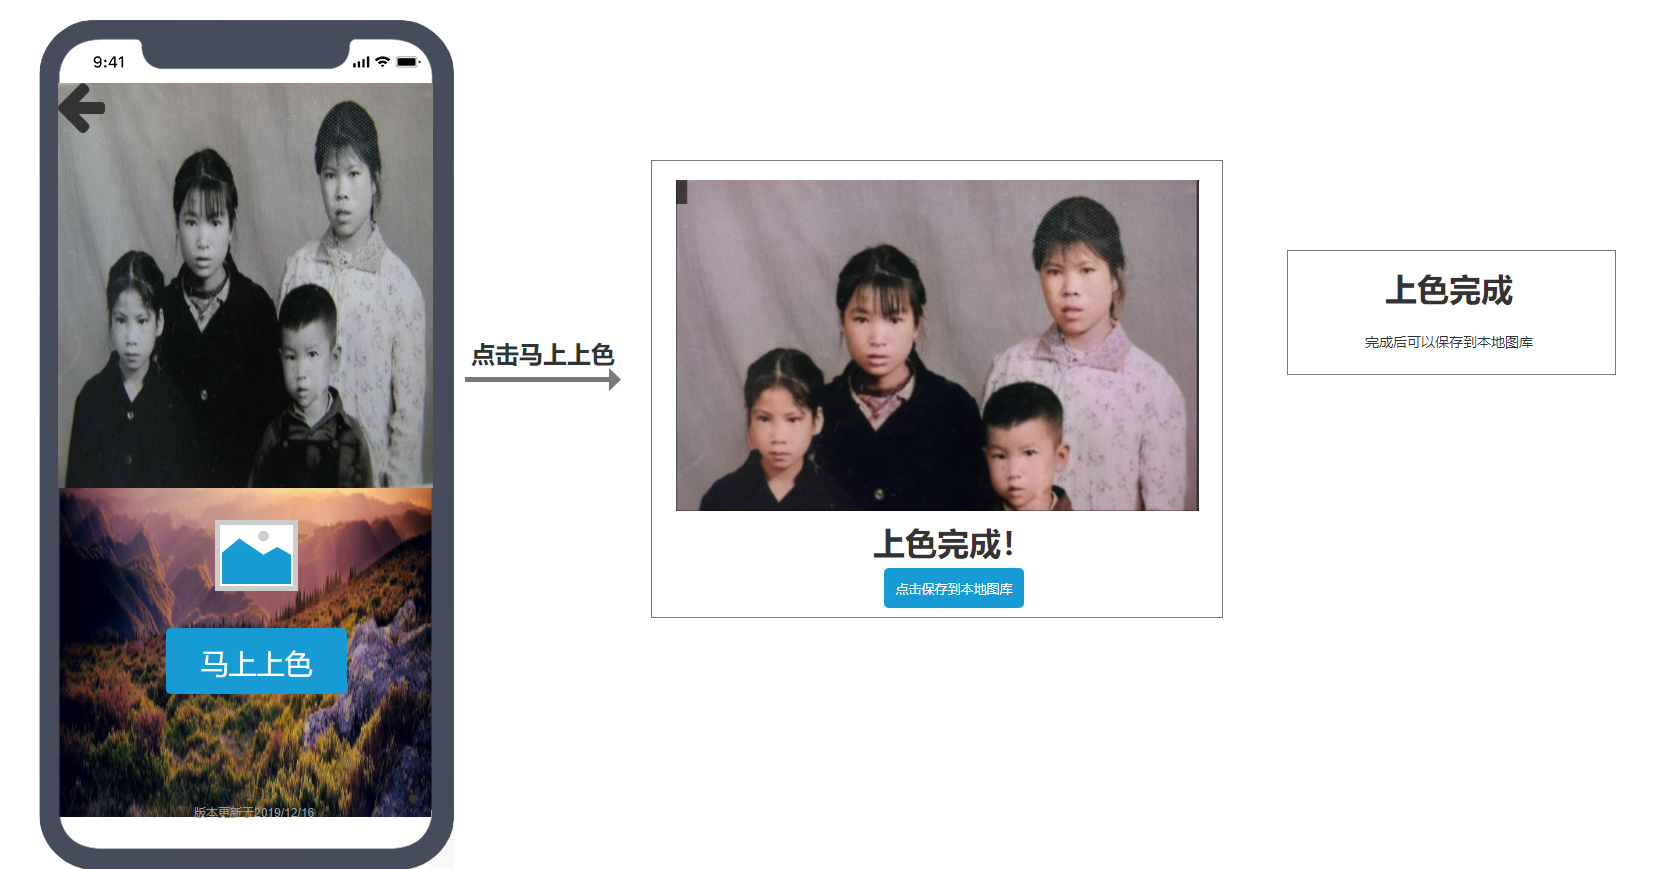 9:41
马上上色
版本更新于2019/12/16
点击马上上色
上色完成！
点击保存到本地图库
上色完成
完成后可以保存到本地图库